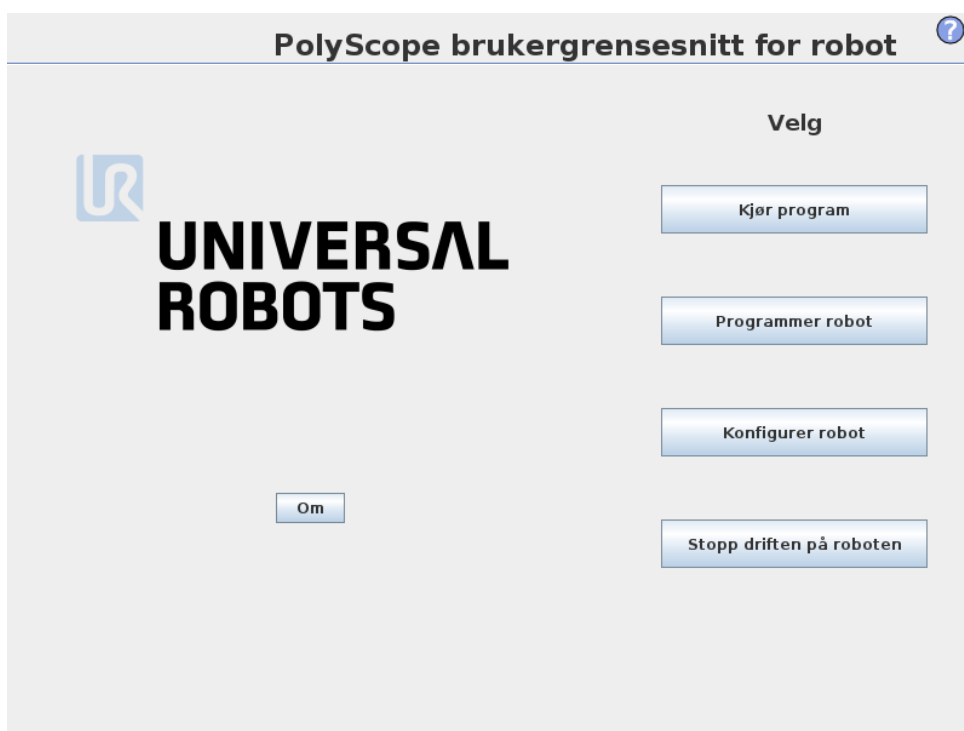 PolyScope brukergrensesnitt for robot
?
Velg
UR
UNIVERSAL
ROBOTS
Kjør program
Programmer robot
Konfigurer robot
Om
Stopp driften på roboten